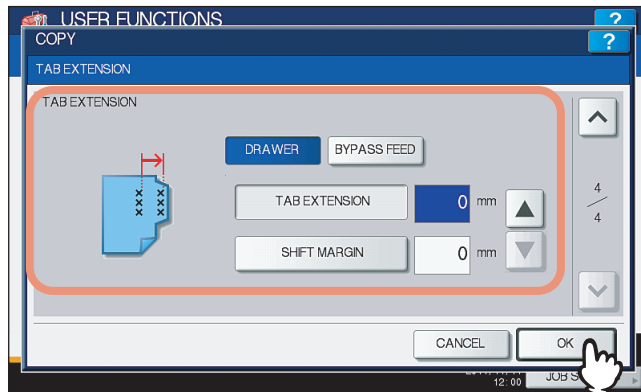 USER FUNCTIONS
?
COPY
?
TAB EXTENSION
TAB EXTENSION
DRAWER
BYPASS FEED
TAB EXTENSION
0 mm
SHIFT MARGIN
0 mm
4
4
CANCEL
OK
12: 00
JOB S